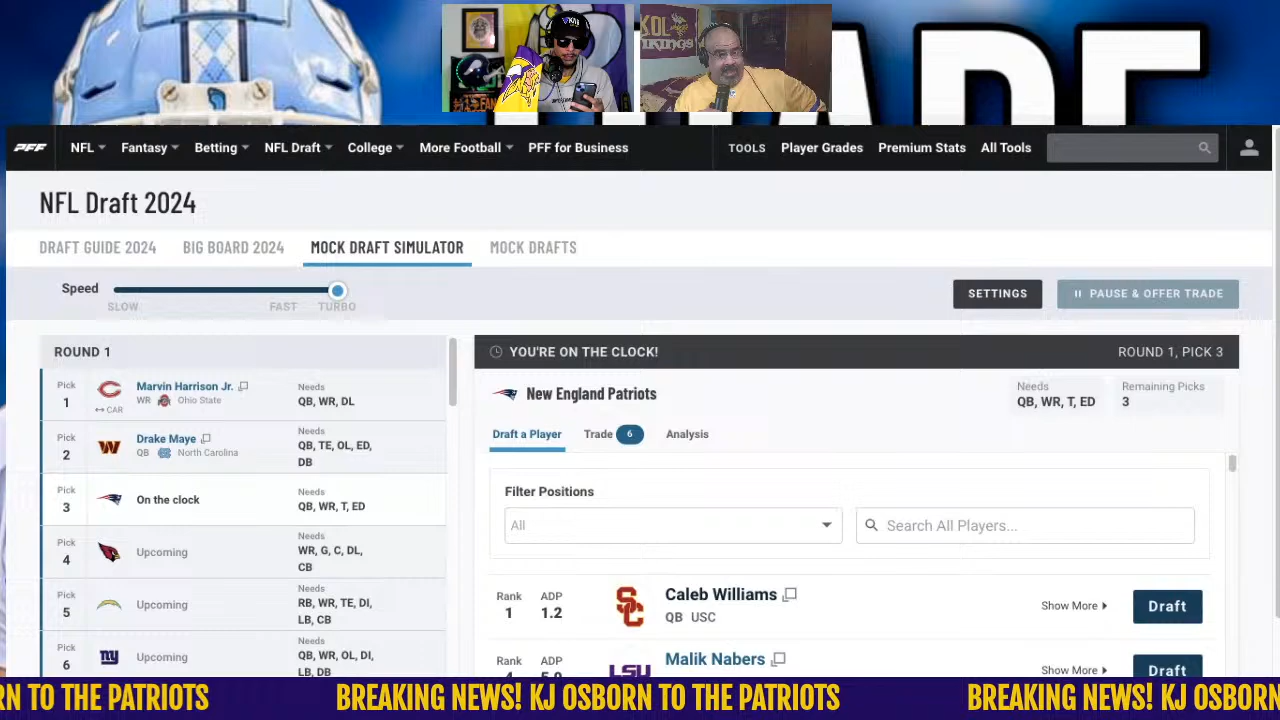 KOL
VIKINGS
PFF
NFL
Fantasy
Betting
NFL Draft
College
More Football
PFF for Business
TOOLS
Player Grades
Premium Stats
All Tools
NFL Draft 2024
DRAFT GUIDE 2024
BIG BOARD 2024
MOCK DRAFT SIMULATOR
MOCK DRAFTS
Speed
SLOW
FAST
TURBO
SETTINGS
PAUSE & OFFER TRADE
ROUND 1
Pick
1
CAR
Marvin Harrison Jr.
WR Ohio State
Needs
QB, WR, DL
Pick
2
Drake Maye
QB North Carolina
Needs
QB, TE, OL, ED,
DB
Pick
3
On the clock
Needs
QB, WR, T, ED
Pick
4
Upcoming
Needs
WR, G, C, DL,
CB
Pick
5
Upcoming
Needs
RB, WR, TE, DI,
LB, CB
Pick
6
ny
Upcoming
Needs
QB, WR, OL, DI,
LB, DB
YOU'RE ON THE CLOCK!
ROUND 1, PICK 3
New England Patriots
Needs
QB, WR, T, ED
Remaining Picks
3
Draft a Player
Trade 6
Analysis
Filter Positions
All
Search All Players...
Rank
1
ADP
1.2
SC
Caleb Williams
QB USC
Show More
Draft
Rank
ADP
LSU
Malik Nabers
Show More
Draft
RN TO THE PATRIOTS BREAKING NEWS! KJ OSBORN TO THE PATRIOTS BREAKING NEWS! KJ OSBORN